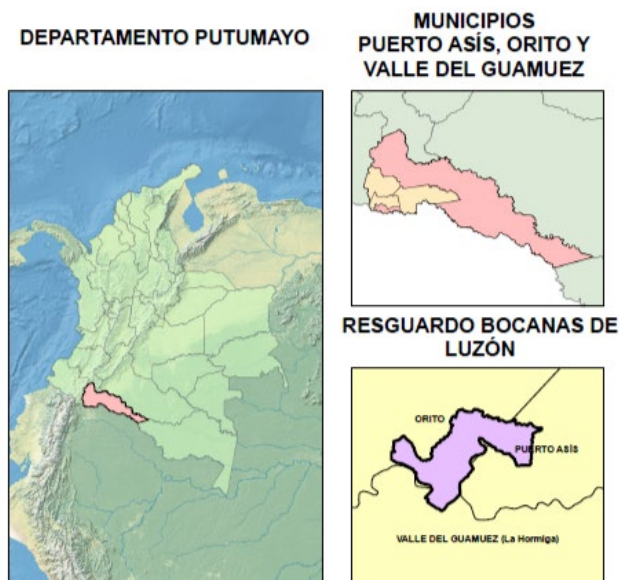 DEPARTAMENTO PUTUMAYO
MUNICIPIOS
PUERTO ASÍS, ORITO Y
VALLE DEL GUAMUEZ
RESGUARDO BOCANAS DE
LUZÓN
ORITO
PUERTO ASÍS
VALLE DEL GUAMUEZ (La Hormiga)